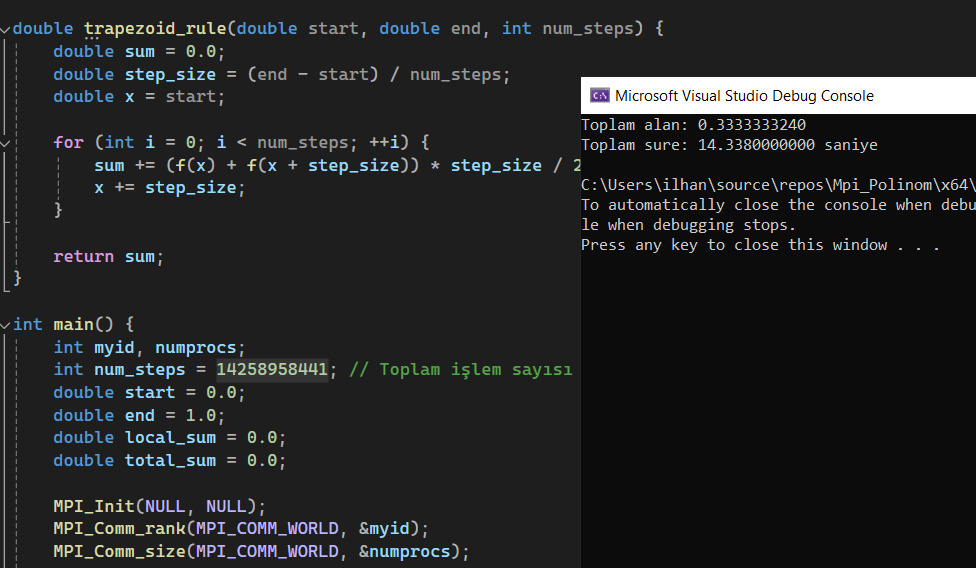 double trapezoid_rule(double start, double end, int num_steps) {
double sum = 0.0;
double step_size = (end - start) / num_steps;
double x = start;
for (int i = 0; i < num_steps; ++i) {
sum += (f(x) + f(x + step_size)) * step_size / 2
x += step_size;
}
return sum;
}
int main() {
int myid, numprocs;
int num_steps = 14258958441; // Toplam işlem sayısı
double start = 0.0;
double end = 1.0;
double local_sum = 0.0;
double total_sum = 0.0;
MPI_Init(NULL, NULL);
MPI_Comm_rank(MPI_COMM_WORLD, &myid);
MPI_Comm_size(MPI_COMM_WORLD, &numprocs);
C:\ Microsoft Visual Studio Debug Console
Toplam alan: 0.3333333240
Toplam sure: 14.3380000000 saniye
C:\Users\ilhan\source\repos\Mpi_Polinom\x64\
To automatically close the console when debu
le when debugging stops.
Press any key to close this window . . .